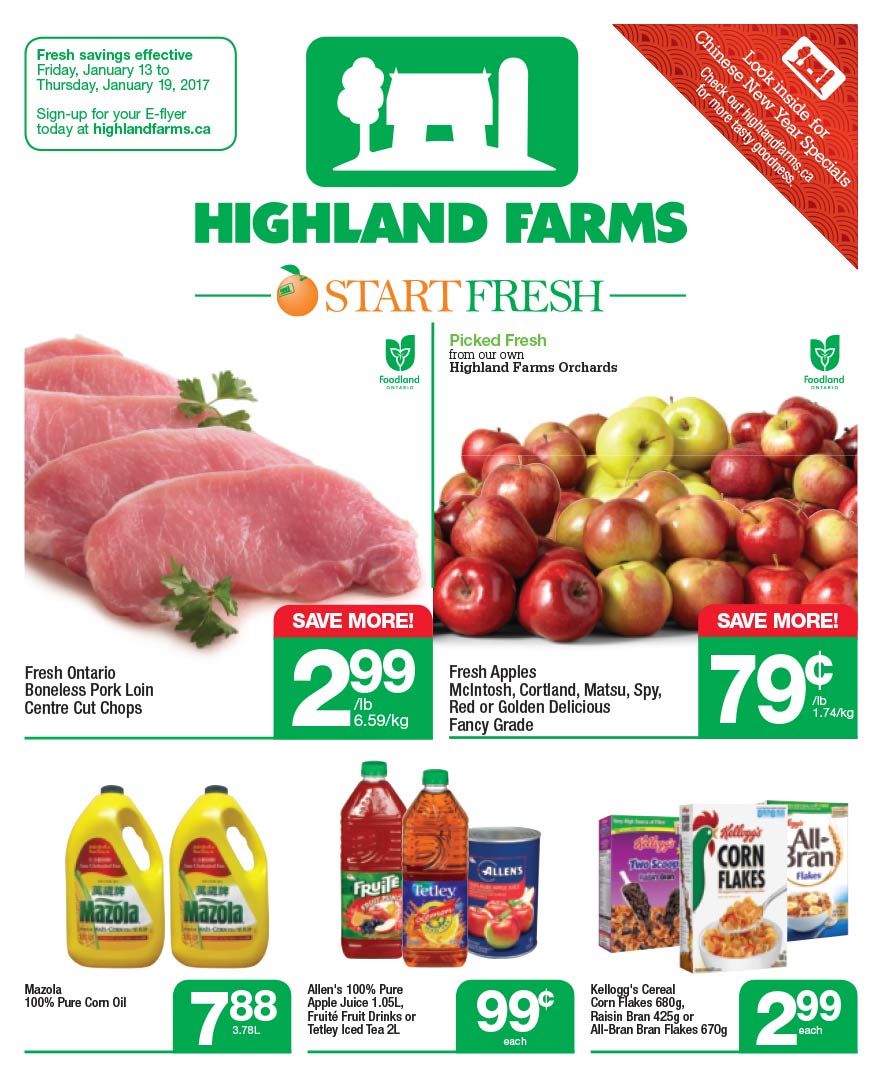 Fresh savings effective
Friday, January 13 to
Thursday, January 19, 2017
Sign-up for your E-flyer
today at highlandfarms.ca
Look inside for
Chinese New Year Specials
Check out highlandfarms.ca
for more tasty goodness.
HIGHLAND FARMS
START FRESH
Foodland
ONTARIO
Picked Fresh
from our own
Highland Farms Orchards
Foodland
ONTARIO
SAVE MORE!
2.99
/lb
6.59/kg
Fresh Ontario
Boneless Pork Loin
Centre Cut Chops
SAVE MORE!
79¢
/lb
1.74/kg
Fresh Apples
McIntosh, Cortland, Matsu, Spy,
Red or Golden Delicious
Fancy Grade
Mazola
Mazola
FRUITÉ
FRUIT PUNCH
Tetley
ALLEN'S
Kellogg's
Two Scoops
Raisin Bran
Kellogg's
CORN
FLAKES
Kellogg's
All-
Bran
Flakes
Mazola
100% Pure Corn Oil
7.88
3.78L
Allen's 100% Pure
Apple Juice 1.05L,
Fruité Fruit Drinks or
Tetley Iced Tea 2L
99¢
each
Kellogg's Cereal
Corn Flakes 680g,
Raisin Bran 425g or
All-Bran Bran Flakes 670g
2.99
each